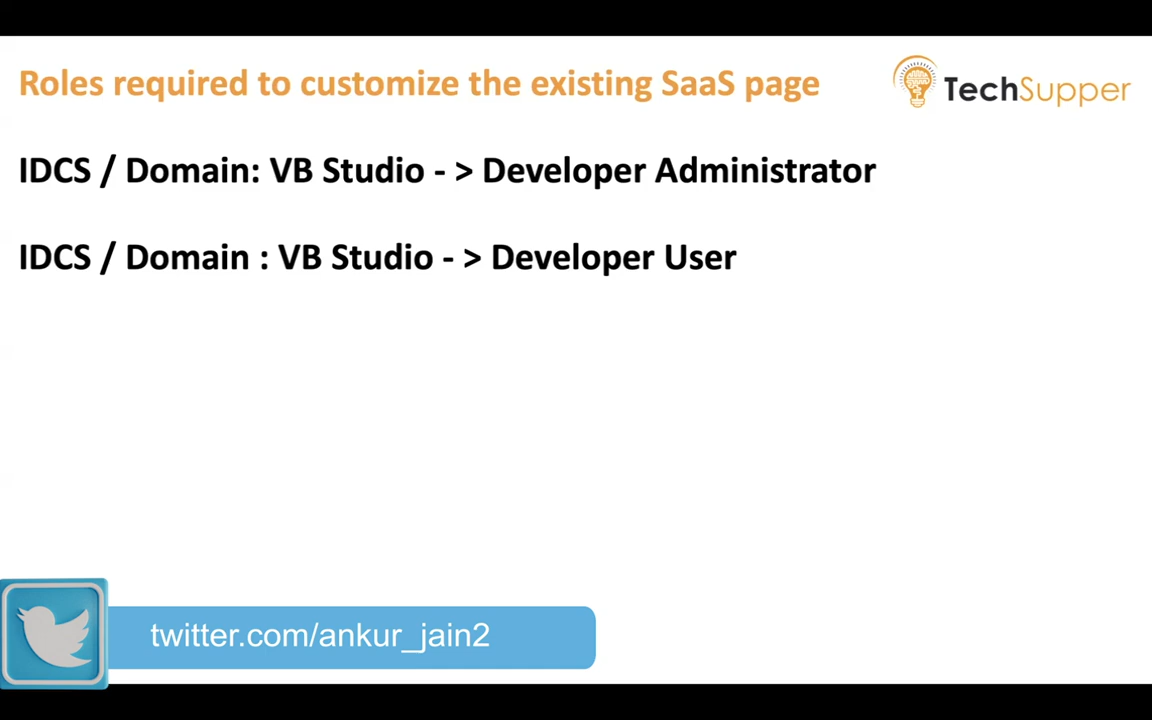 Roles required to customize the existing SaaS page
TechSupper
IDCS / Domain: VB Studio - > Developer Administrator
IDCS / Domain : VB Studio - > Developer User
twitter.com/ankur_jain2